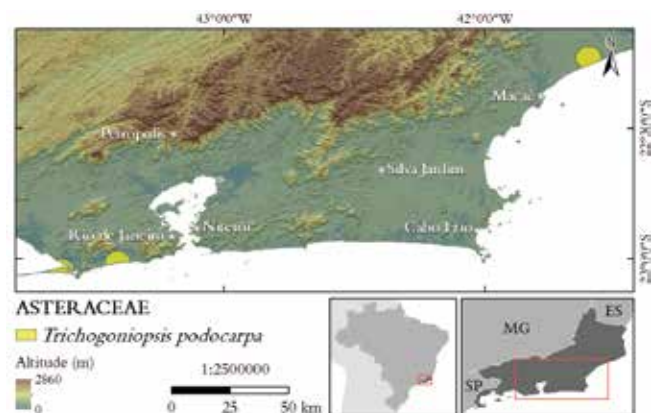 43°0'0"W 42°0'0"W
N
Macaé
Petrópolis
Silva Jardim
Niterói
Rio de Janeiro
Cabo Frio
ASTERACEAE
Trichogoniopsis podocarpa
Altitude (m)
2860
0
1:2500000
0 25 50 km
MG
ES
SP